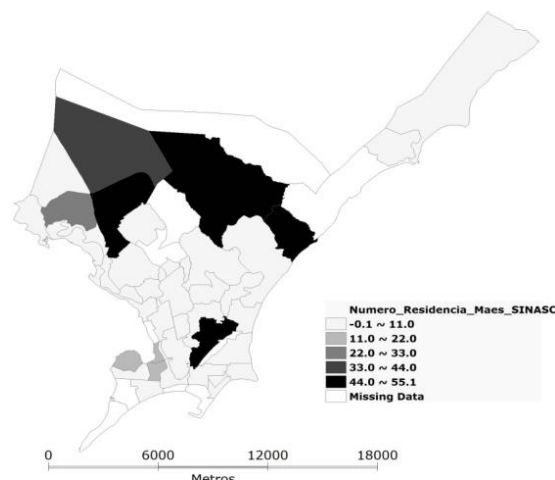 Numero_Residencia_Maes_SINASC
-0.1 ~ 11.0
11.0 ~ 22.0
22.0 ~ 33.0
33.0 ~ 44.0
44.0 ~ 55.1
Missing Data
0 6000 12000 18000
Metros